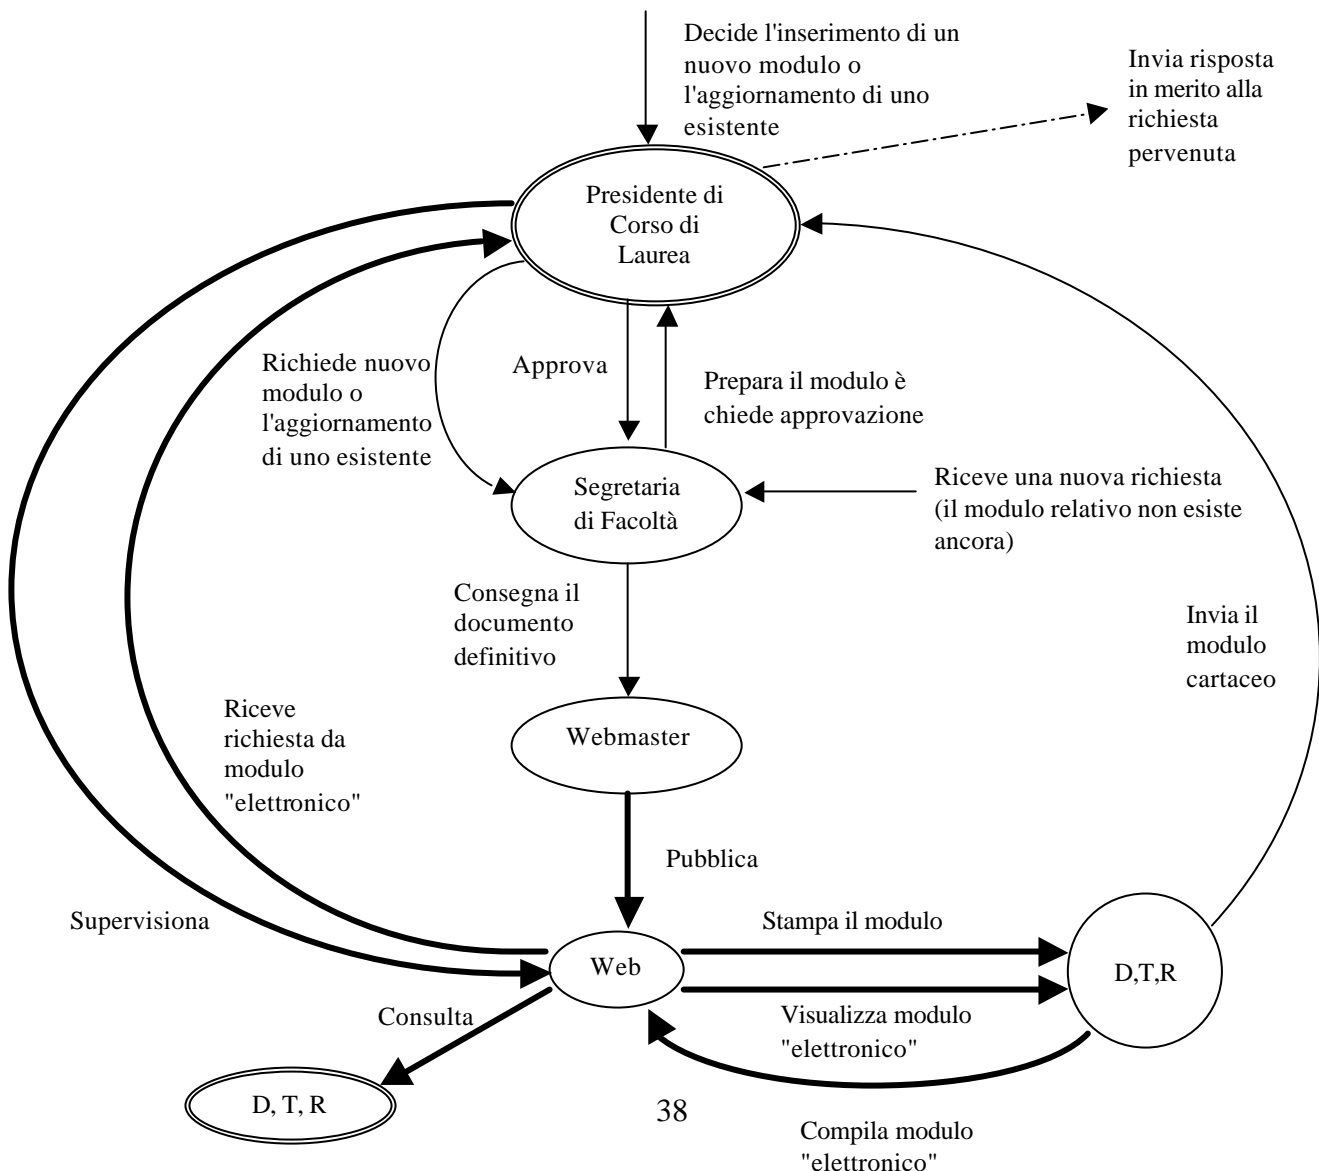 Decide l'inserimento di un
nuovo modulo o
l'aggiornamento di uno
esistente
Invia risposta
in merito alla
richiesta
pervenuta
Presidente di
Corso di
Laurea
Richiede nuovo
modulo o
l'aggiornamento
di uno esistente
Approva
Prepara il modulo è
chiede approvazione
Segretaria
di Facoltà
Riceve una nuova richiesta
(il modulo relativo non esiste
ancora)
Consegna il
documento
definitivo
Invia il
modulo
cartaceo
Riceve
richiesta da
modulo
"elettronico"
Webmaster
Pubblica
Supervisiona
Stampa il modulo
Web
D,T,R
Consulta
Visualizza modulo
"elettronico"
D, T, R
38
Compila modulo
"elettronico"